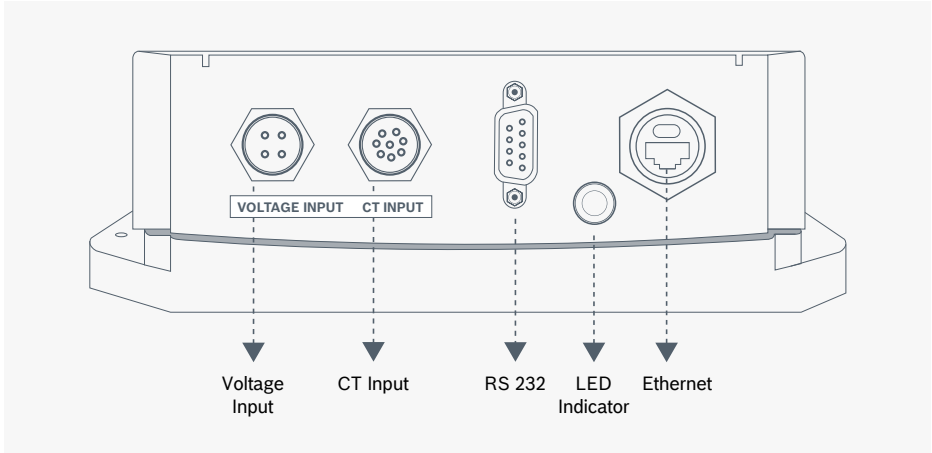 VOLTAGE INPUT CT INPUT
Voltage
Input
CT Input
RS 232
LED
Indicator
Ethernet